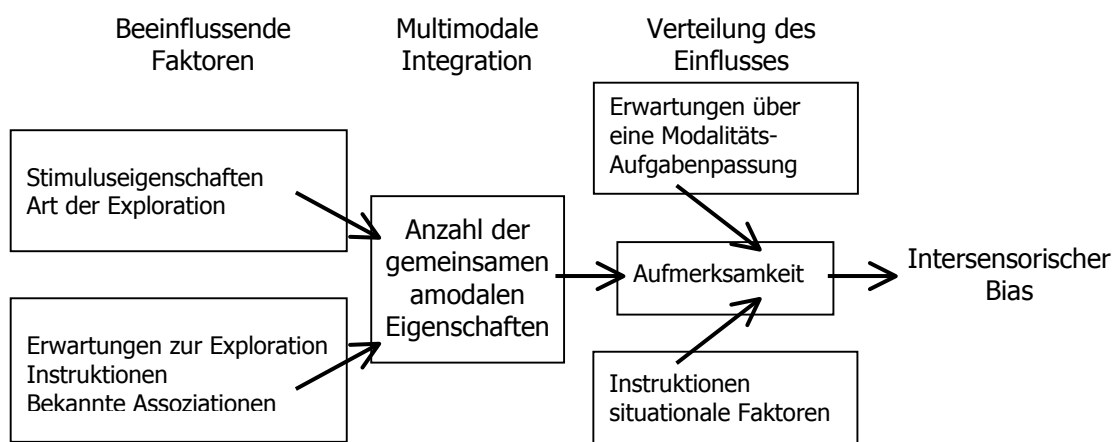 Beeinflussende
Faktoren
Multimodale
Integration
Verteilung des
Einflusses
Stimuluseigenschaften
Art der Exploration
Erwartungen zur Exploration
Instruktionen
Bekannte Assoziationen
Anzahl der
gemeinsamen
amodalen
Eigenschaften
Erwartungen über
eine Modalitäts-
Aufgabenpassung
Aufmerksamkeit
Instruktionen
situationale Faktoren
Intersensorischer
Bias